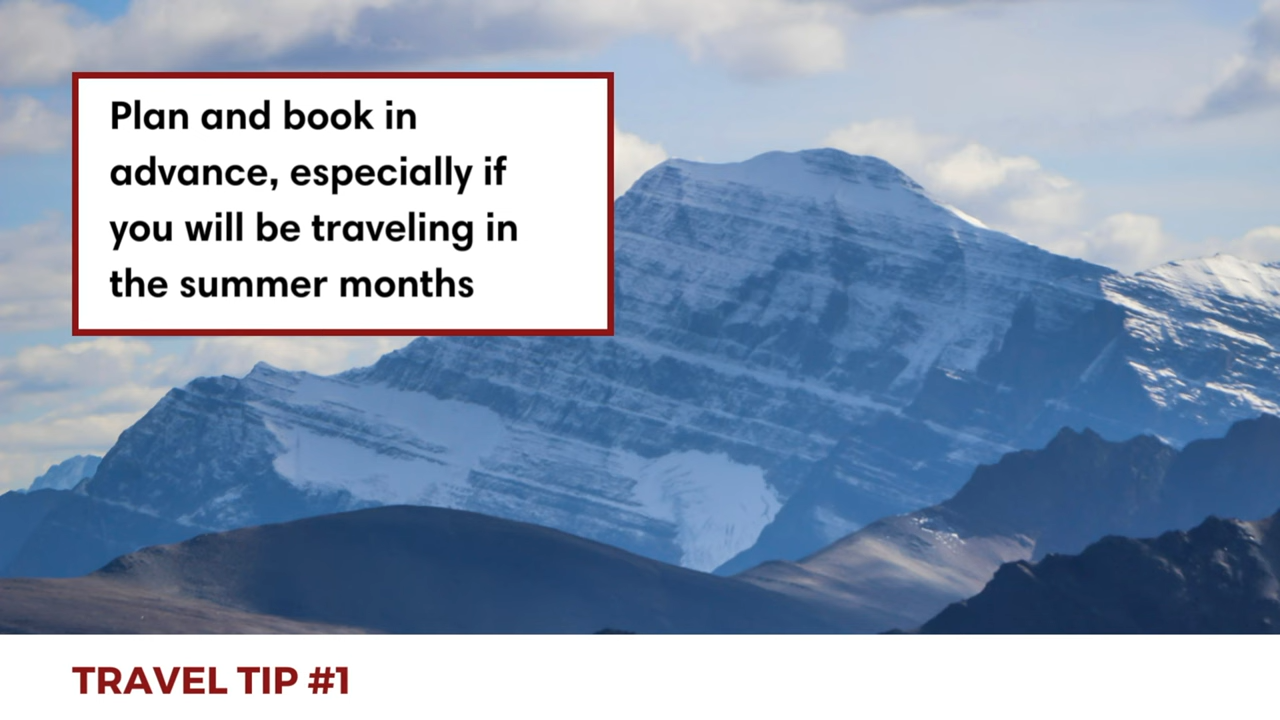 Plan and book in
advance, especially if
you will be traveling in
the summer months
TRAVEL TIP #1